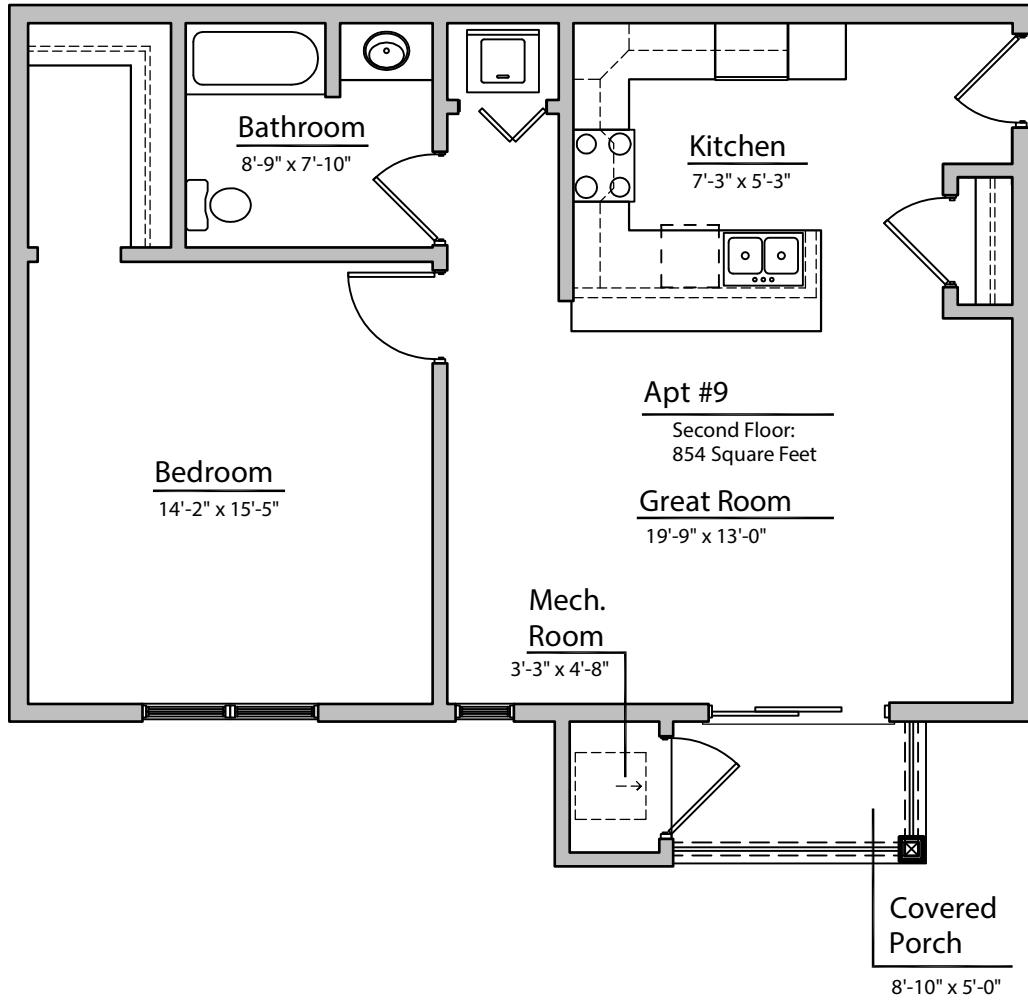 Bathroom
8'-9" x 7'-10"
Kitchen
7'-3" x 5'-3"
Apt #9
Second Floor:
854 Square Feet
Bedroom
14'-2" x 15'-5"
Great Room
19'-9" x 13'-0"
Mech.
Room
3'-3" x 4'-8"
Covered
Porch
8'-10" x 5'-0"